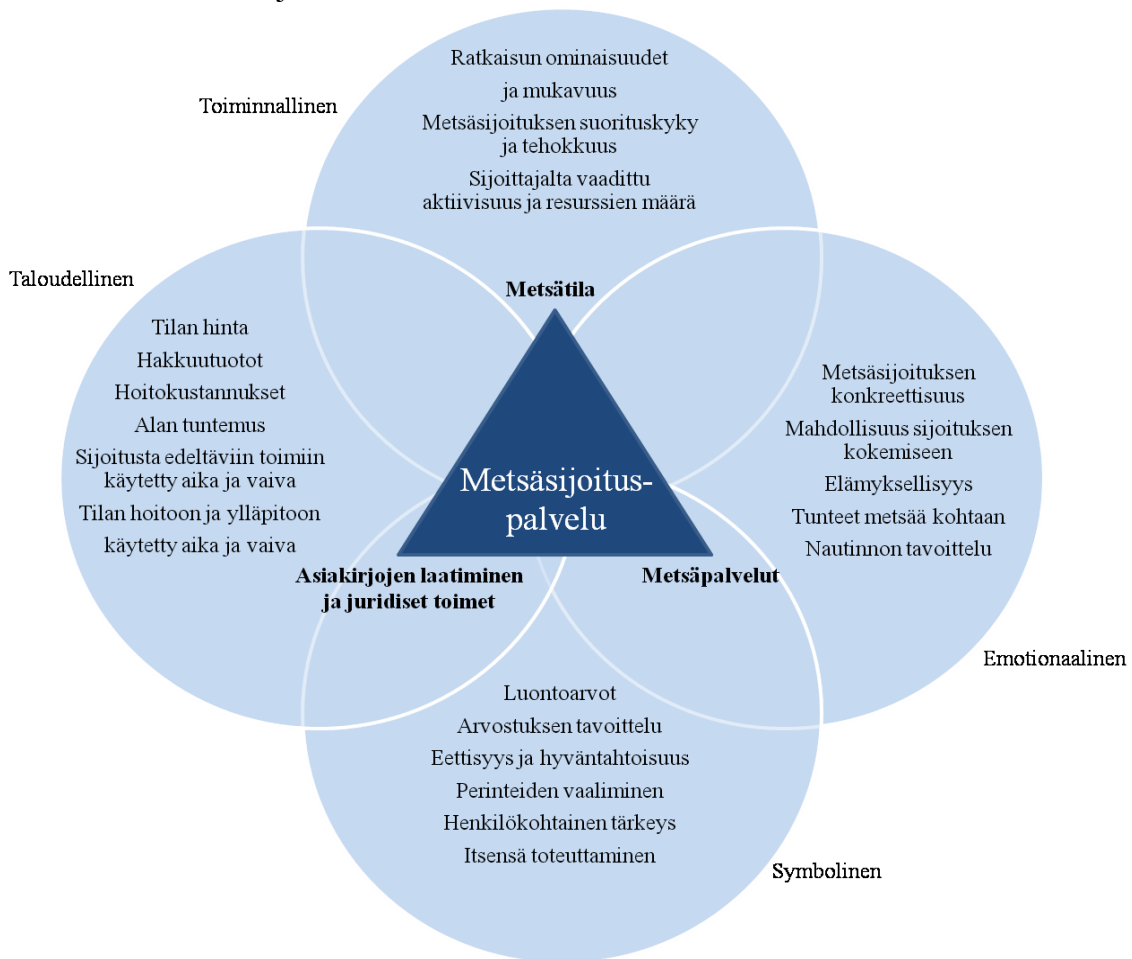 Ratkaisun ominaisuudet
ja mukavuus
Metsäsijoituksen suorituskyky
ja tehokkuus
Sijoittajalta vaadittu
aktiivisuus ja resurssien määrä
Toiminnallinen
Taloudellinen
Tilan hinta
Hakkuutuotot
Hoitokustannukset
Alan tuntemus
Sijoitusta edeltäviin toimiin
käytetty aika ja vaiva
Tilan hoitoon ja ylläpitoon
käytetty aika ja vaiva
Metsätila
Metsäsijoitus-
palvelu
Asiakirjojen laatiminen
ja juridiset toimet
Metsäpalvelut
Metsäsijoituksen
konkreettisuus
Mahdollisuus sijoituksen
kokemiseen
Elämyksellisyys
Tunteet metsää kohtaan
Nautinnon tavoittelu
Emotionaalinen
Luontoarvot
Arvostuksen tavoittelu
Eettisyys ja hyväntahtoisuus
Perinteiden vaaliminen
Henkilökohtainen tärkeys
Itsensä toteuttaminen
Symbolinen